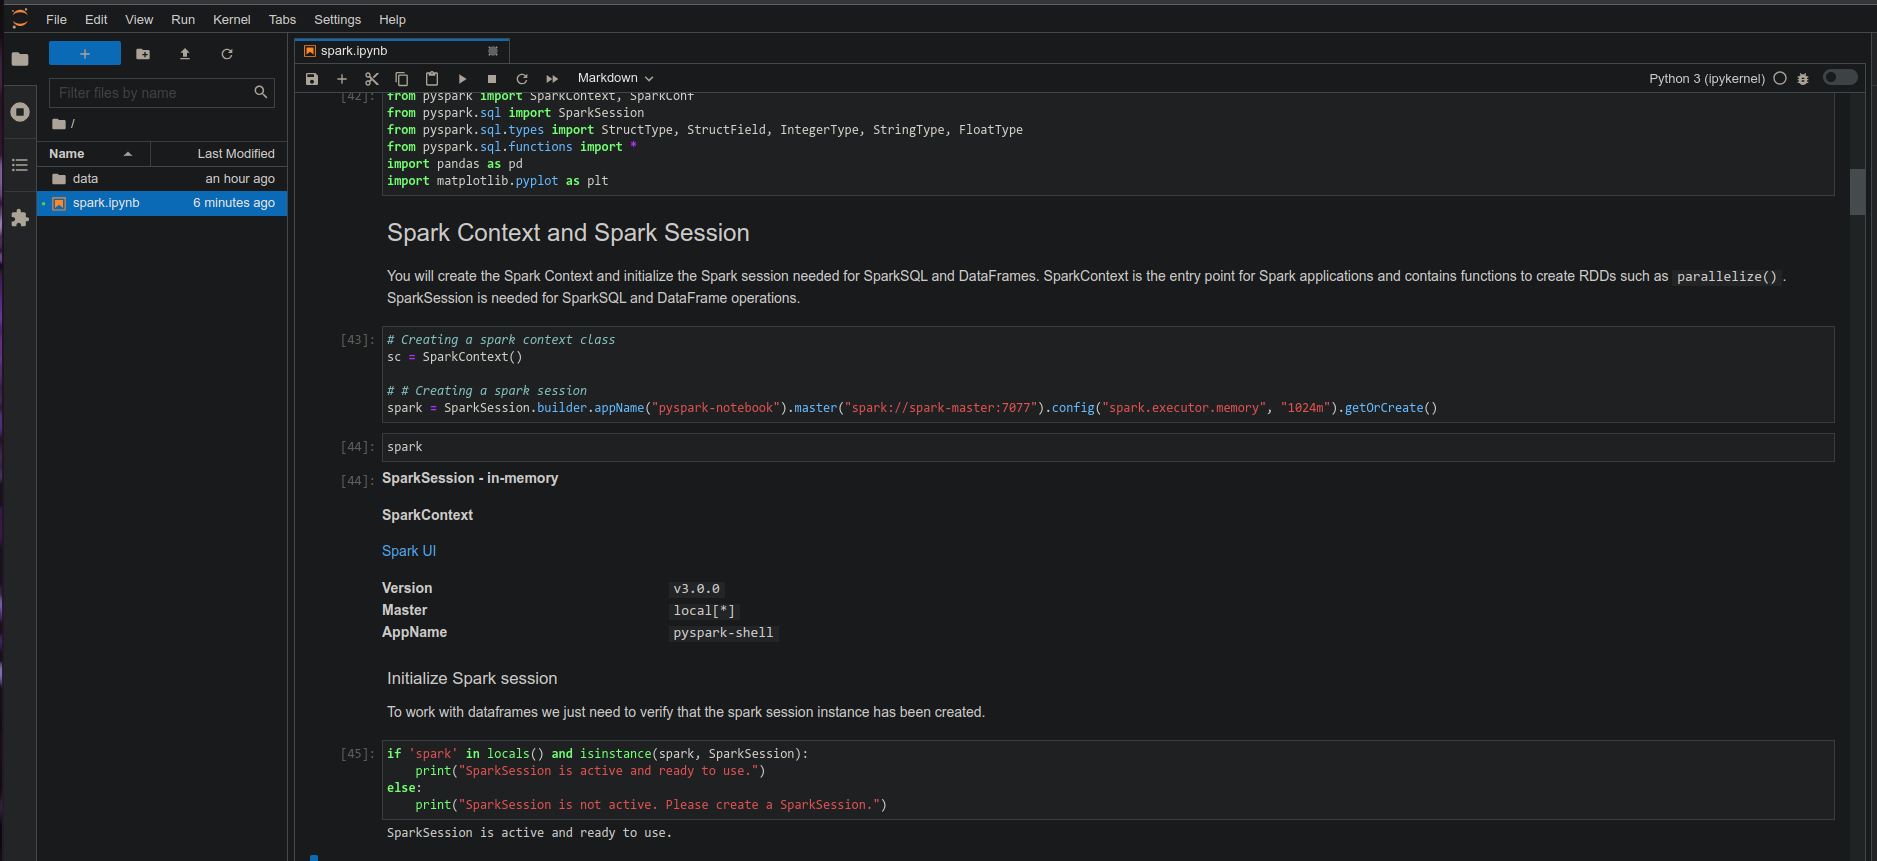 File Edit View Run Kernel Tabs Settings Help
+
Filter files by name
/
Name Last Modified
data an hour ago
spark.ipynb 6 minutes ago
spark.ipynb
Markdown
Python 3 (ipykernel)
[42]: from pyspark import SparkContext, SparkConf
from pyspark.sql import SparkSession
from pyspark.sql.types import StructType, StructField, IntegerType, StringType, FloatType
from pyspark.sql.functions import *
import pandas as pd
import matplotlib.pyplot as plt
Spark Context and Spark Session
You will create the Spark Context and initialize the Spark session needed for SparkSQL and DataFrames. SparkContext is the entry point for Spark applications and contains functions to create RDDs such as parallelize() .
SparkSession is needed for SparkSQL and DataFrame operations.
[43]: # Creating a spark context class
sc = SparkContext()
# # Creating a spark session
spark = SparkSession.builder.appName("pyspark-notebook").master("spark://spark-master:7077").config("spark.executor.memory", "1024m").getOrCreate()
[44]: spark
[44]: SparkSession - in-memory
SparkContext
Spark UI
Version v3.0.0
Master local[*]
AppName pyspark-shell
Initialize Spark session
To work with dataframes we just need to verify that the spark session instance has been created.
[45]: if 'spark' in locals() and isinstance(spark, SparkSession):
print("SparkSession is active and ready to use.")
else:
print("SparkSession is not active. Please create a SparkSession.")
SparkSession is active and ready to use.